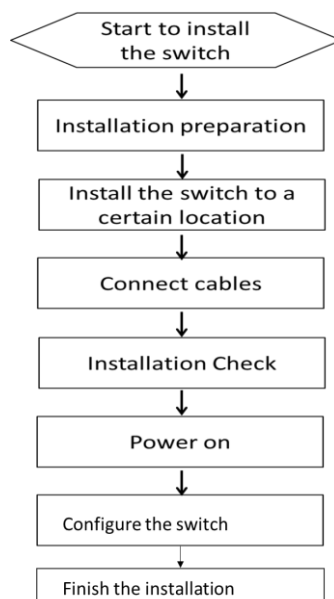 Start to install
the switch
Installation preparation
Install the switch to a
certain location
Connect cables
Installation Check
Power on
Configure the switch
Finish the installation